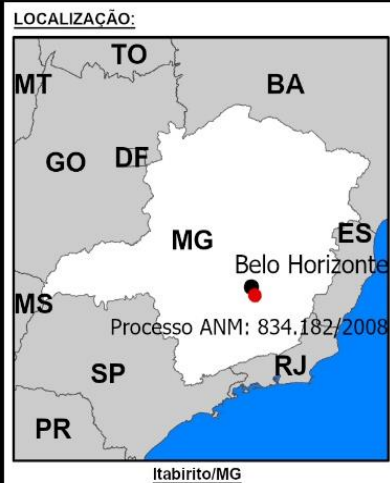 LOCALIZAÇÃO:
TO
MT
BA
GO
DF
MG
ES
Belo Horizonte
MS
Processo ANM: 834.182/2008
SP
RJ
PR
Itabirito/MG